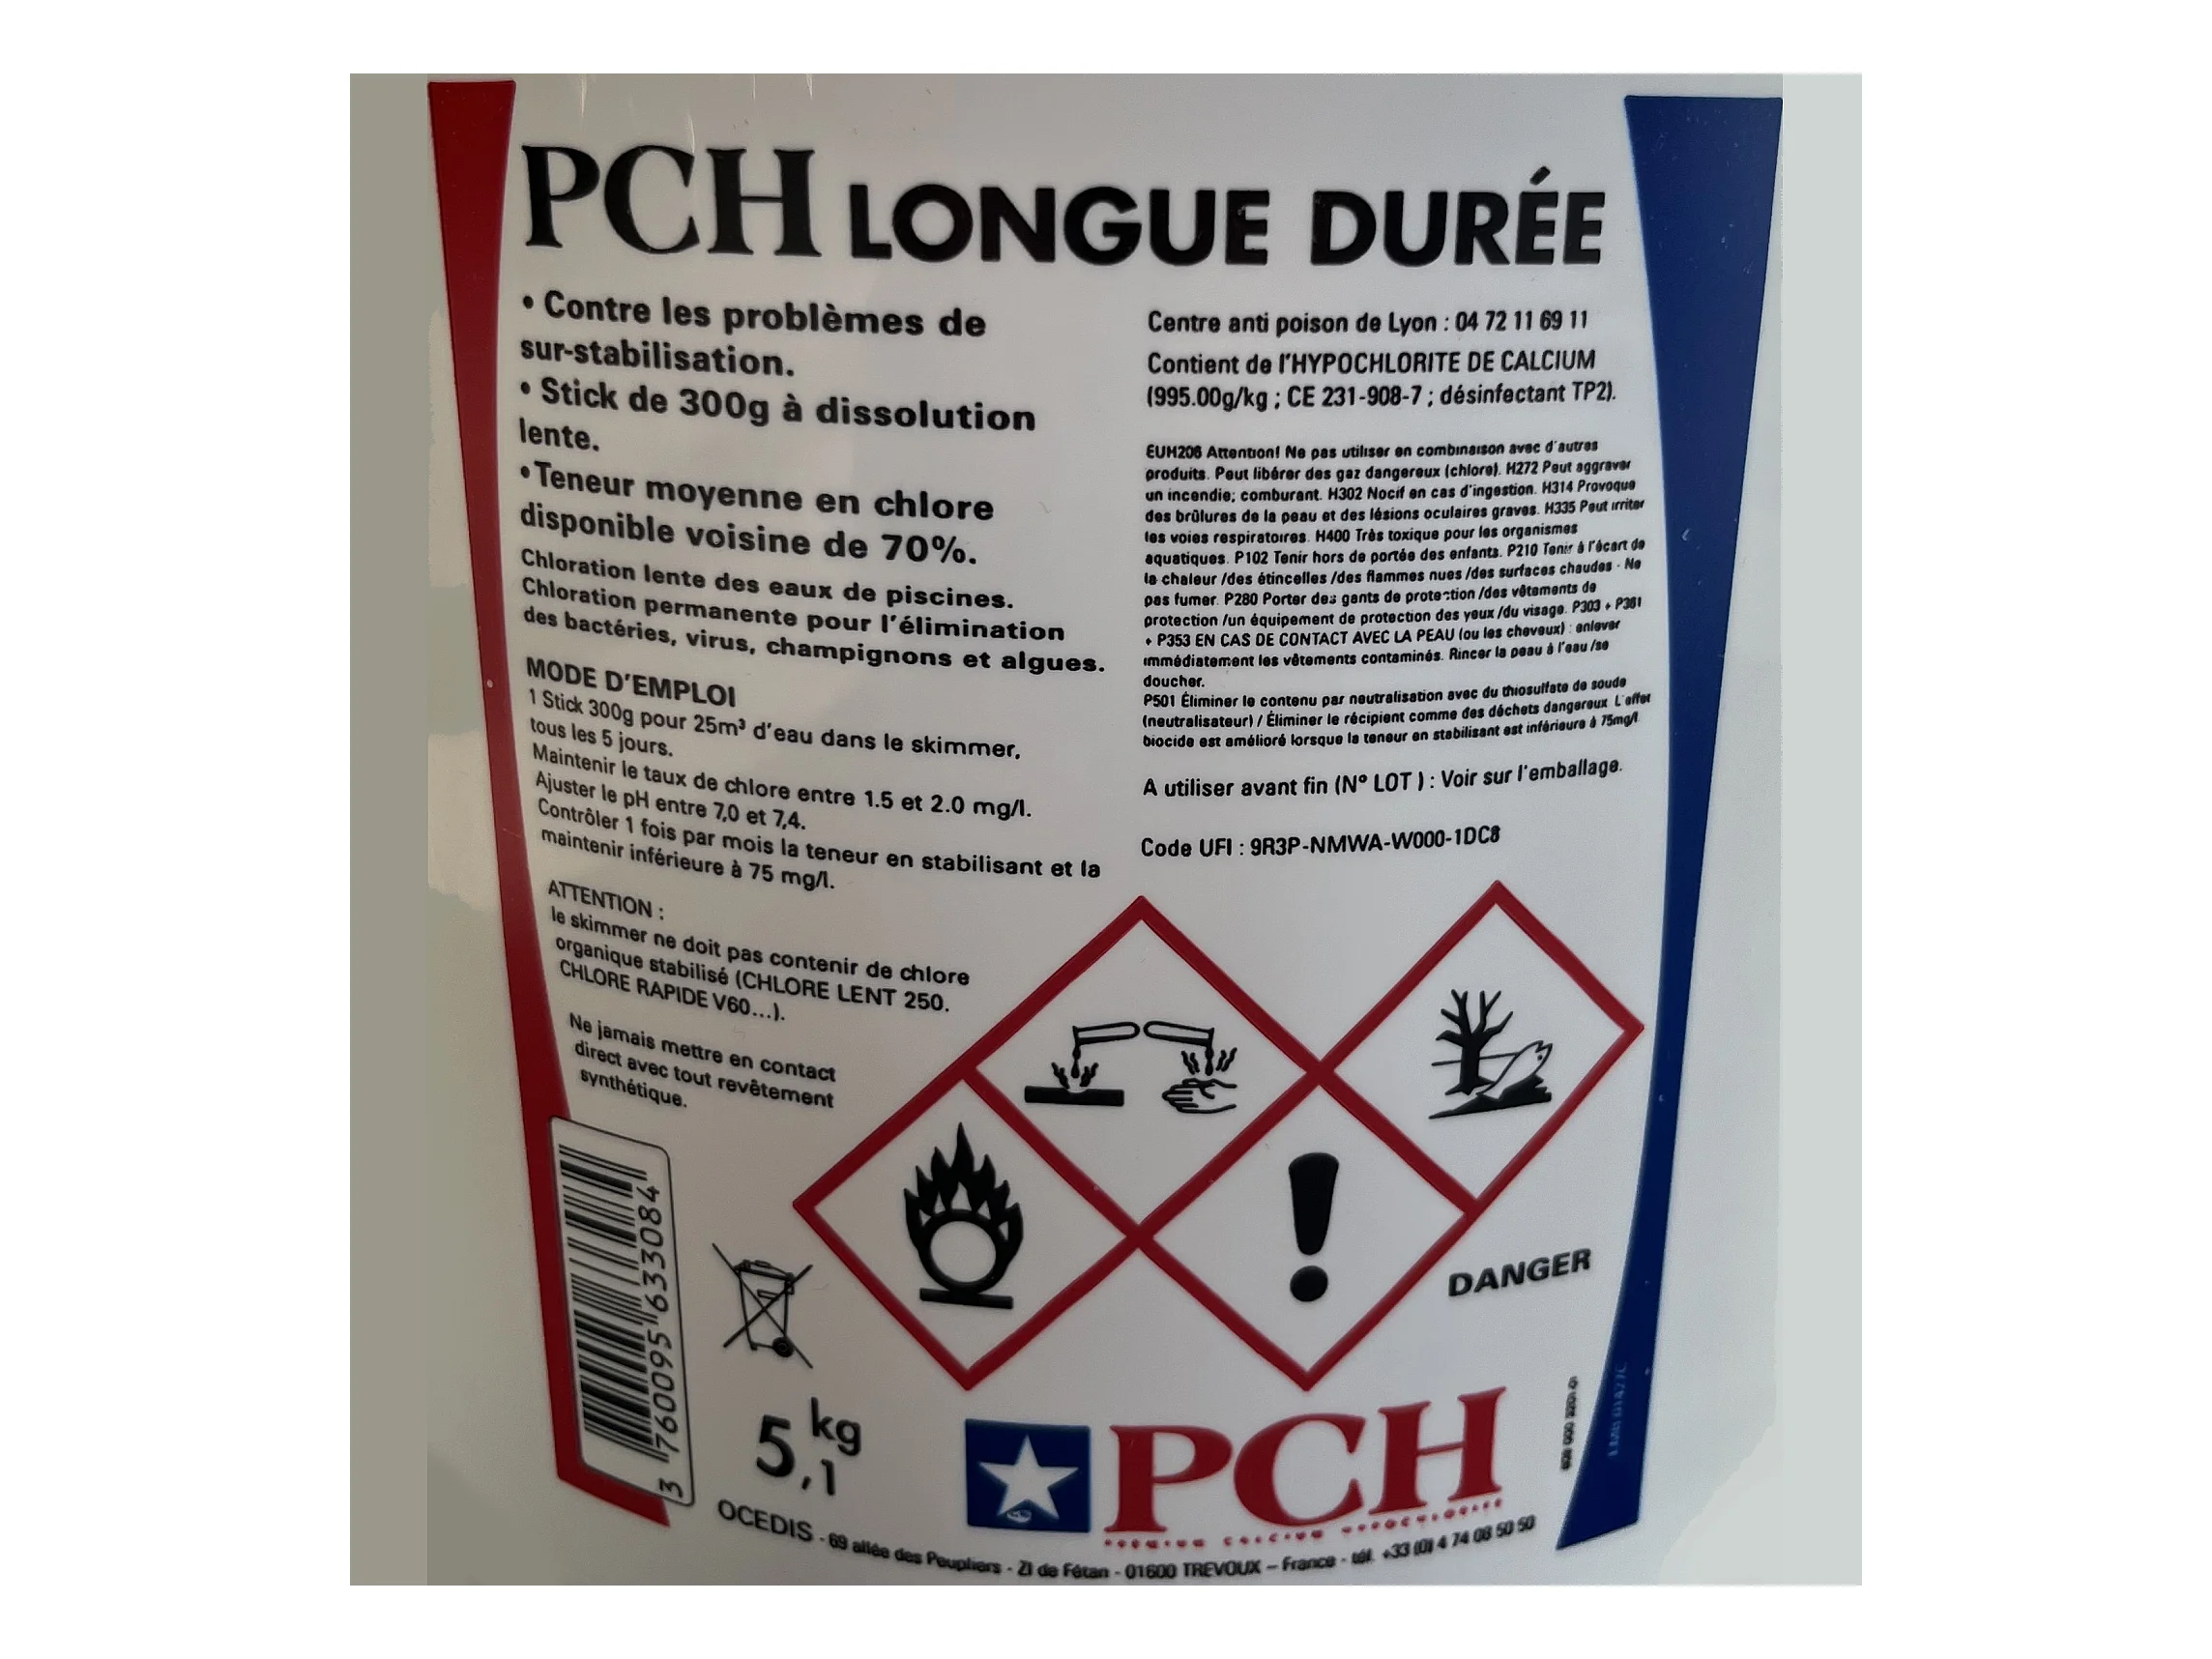 PCH LONGUE DURÉE
• Contre les problèmes de
sur-stabilisation.
• Stick de 300g à dissolution
lente.
• Teneur moyenne en chlore
disponible voisine de 70%.
Chloration lente des eaux de piscines.
Chloration permanente pour l'élimination
des bactéries, virus, champignons et algues.
MODE D'EMPLOI
1 Stick 300g pour 25m³ d'eau dans le skimmer,
tous les 5 jours.
Maintenir le taux de chlore entre 1.5 et 2.0 mg/l.
Ajuster le pH entre 7,0 et 7,4.
Contrôler 1 fois par mois la teneur en stabilisant et la
maintenir inférieure à 75 mg/l.
ATTENTION :
le skimmer ne doit pas contenir de chlore
organique stabilisé (CHLORE LENT 250.
CHLORE RAPIDE V60...).
Ne jamais mettre en contact
direct avec tout revêtement
synthétique.
Centre anti poison de Lyon : 04 72 11 69 11
Contient de l'HYPOCHLORITE DE CALCIUM
(995.00g/kg ; CE 231-908-7 ; désinfectant TP2).
EUH206 Attention! Ne pas utiliser en combinaison avec d'autres
produits. Peut libérer des gaz dangereux (chlore). H272 Peut aggraver
un incendie; comburant. H302 Nocif en cas d'ingestion. H314 Provoque
des brûlures de la peau et des lésions oculaires graves. H335 Peut irriter
les voies respiratoires. H400 Très toxique pour les organismes
aquatiques. P102 Tenir hors de portée des enfants. P210 Tenir à l'écart de
la chaleur /des étincelles /des flammes nues /des surfaces chaudes - Ne
pas fumer. P280 Porter des gants de protection /des vêtements de
protection /un équipement de protection des yeux /du visage. P303 + P361
+ P353 EN CAS DE CONTACT AVEC LA PEAU (ou les cheveux) : enlever
immédiatement les vêtements contaminés. Rincer la peau à l'eau /se
doucher.
P501 Éliminer le contenu par neutralisation avec du thiosulfate de soude
(neutralisateur) / Éliminer le récipient comme des déchets dangereux L'effet
biocide est amélioré lorsque la teneur en stabilisant est inférieure à 75mg/l
A utiliser avant fin (N° LOT ) : Voir sur l'emballage.
Code UFI : 9R3P-NMWA-W000-1DC8
DANGER
3 760095 633084
5,1 kg
PCH
PREMIUM CALCIUM HYPOCHLORITE
OCEDIS - 69 allée des Peupliers - ZI de Fétan - 01600 TREVOUX – France - tél. +33 (0) 4 74 08 50 50